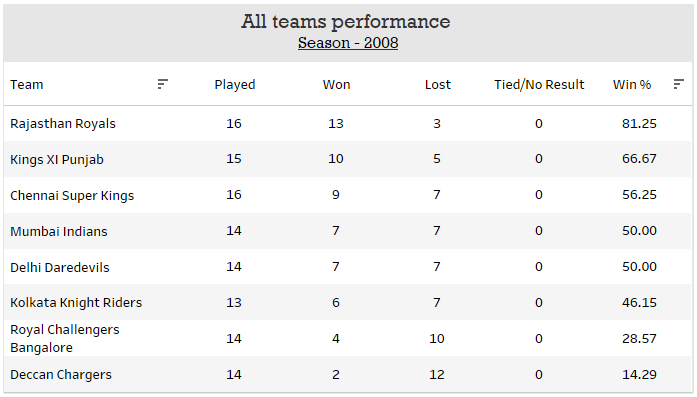 All teams performance
Season - 2008
Team Played Won Lost Tied/No Result Win %
Rajasthan Royals 16 13 3 0 81.25
Kings XI Punjab 15 10 5 0 66.67
Chennai Super Kings 16 9 7 0 56.25
Mumbai Indians 14 7 7 0 50.00
Delhi Daredevils 14 7 7 0 50.00
Kolkata Knight Riders 13 6 7 0 46.15
Royal Challengers
Bangalore 14 4 10 0 28.57
Deccan Chargers 14 2 12 0 14.29